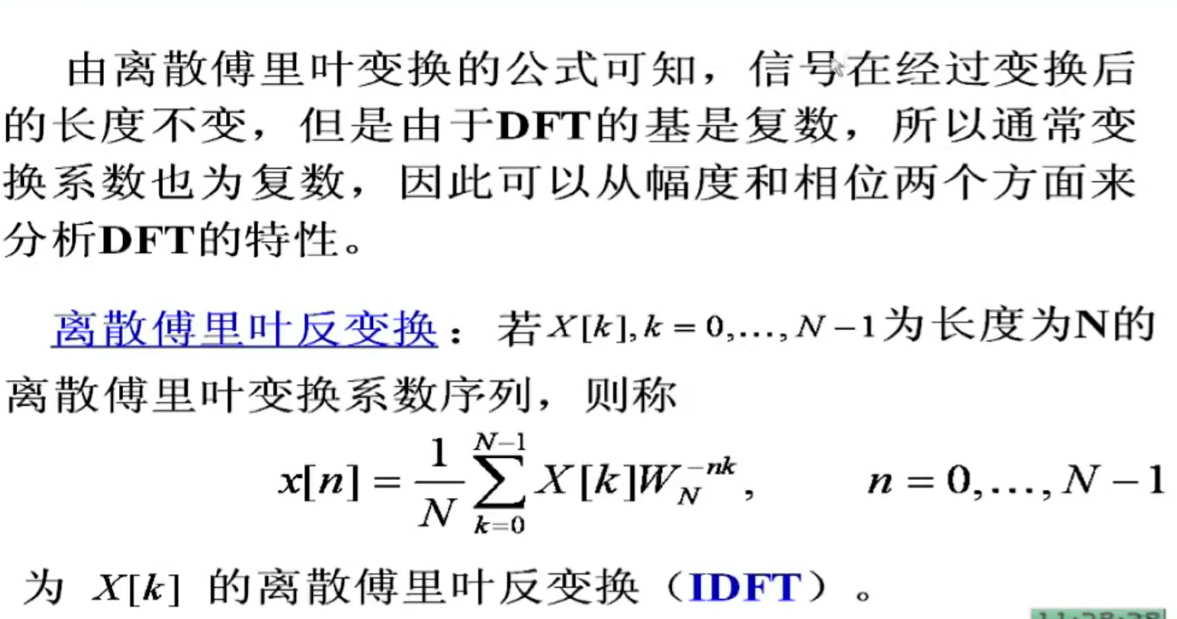 由离散傅里叶变换的公式可知，信号在经过变换后
的长度不变，但是由于DFT的基是复数，所以通常变
换系数也为复数，因此可以从幅度和相位两个方面来
分析DFT的特性。
离散傅里叶反变换：若X[k], k = 0,..., N −1为长度为N的
离散傅里叶变换系数序列，则称
x[n] = \frac{1}{N} \sum_{k=0}^{N-1} X[k]W_N^{-nk}, n = 0,..., N −1
为 X[k] 的离散傅里叶反变换（IDFT）。